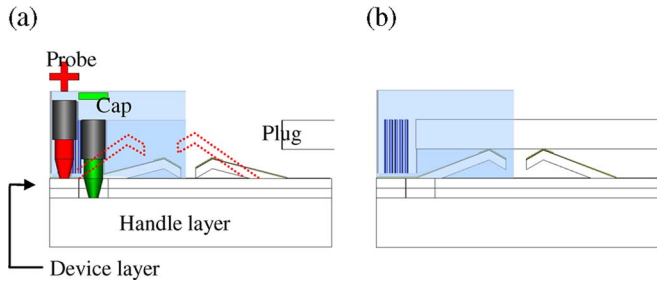 (a)
(b)
Probe
Cap
Plug
Handle layer
Device layer